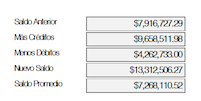 Saldo Anterior $7,916,727.29
Más Créditos $9,658,511.98
Menos Débitos $4,262,733.00
Nuevo Saldo $13,312,506.27
Saldo Promedio $7,268,110.52